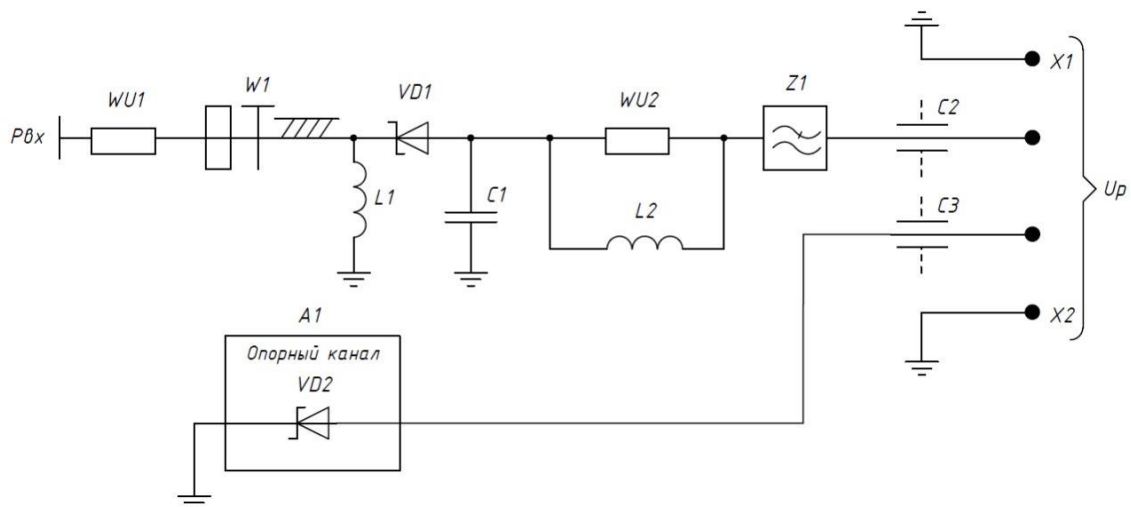 Pвх
WU1
W1
VD1
L1
C1
WU2
L2
Z1
C2
C3
X1
Up
X2
A1
Опорный канал
VD2